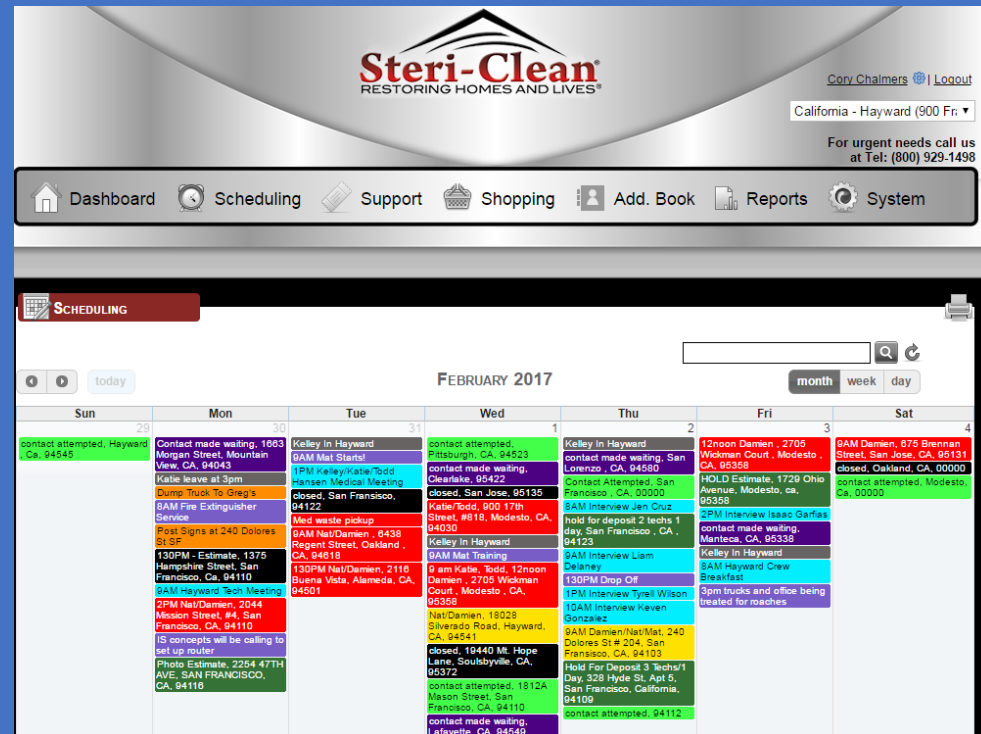 Steri-Clean®
RESTORING HOMES AND LIVES®
Cory Chalmers | Logout
California - Hayward (900 Fr
For urgent needs call us
at Tel: (800) 929-1498
Dashboard Scheduling Support Shopping Add. Book Reports System
SCHEDULING
today
FEBRUARY 2017
month week day
Sun Mon Tue Wed Thu Fri Sat
29
contact attempted, Hayward
, Ca, 94545
30
Contact made waiting, 1663
Morgan Street, Mountain
View, CA, 94043
Katie leave at 3pm
Dump Truck To Greg's
8AM Fire Extinguisher
Service
Post Signs at 240 Dolores
St SF
130PM - Estimate, 1375
Hampshire Street, San
Francisco, Ca, 94110
9AM Hayward Tech Meeting
2PM Nat/Damien, 2044
Mission Street, #4, San
Francisco, CA, 94110
IS concepts will be calling to
set up router
Photo Estimate, 2254 47TH
AVE, SAN FRANCISCO,
CA, 94116
31
Kelley In Hayward
9AM Mat Starts!
1PM Kelley/Katie/Todd
Hansen Medical Meeting
closed, San Fransisco,
94122
Med waste pickup
9AM Nat/Damien , 6438
Regent Street, Oakland ,
CA, 94618
130PM Nat/Damien, 2116
Buena Vista, Alameda, CA,
94501
1
contact attempted,
Pittsburgh, CA, 94523
contact made waiting,
Clearlake, 95422
closed, San Jose, 95135
Katie/Todd, 900 17th
Street, #818, Modesto, CA,
94030
Kelley In Hayward
9AM Mat Training
9 am Katie, Todd, 12noon
Damien , 2705 Wickman
Court , Modesto , CA,
95358
Nat/Damien, 18028
Silverado Road, Hayward,
CA, 94541
closed, 19440 Mt. Hope
Lane, Soulsbyville, CA,
95372
contact attempted, 1812A
Mason Street, San
Francisco, CA, 94110
contact made waiting,
Lafayette, CA, 94549
2
Kelley In Hayward
contact made waiting, San
Lorenzo , CA, 94580
Contact Attempted, San
Francisco , CA, 00000
8AM Interview Jen Cruz
hold for deposit 2 techs 1
day, San Francisco , CA ,
94123
9AM Interview Liam
Delaney
130PM Drop Off
1PM Interview Tyrell Wilson
10AM Interview Keven
Gonzalez
9AM Damien/Nat/Mat, 240
Dolores St # 204, San
Fransisco, CA, 94103
Hold For Deposit 3 Techs/1
Day, 328 Hyde St, Apt 5,
San Francisco, California,
94109
contact attempted, 94112
3
12noon Damien , 2705
Wickman Court , Modesto ,
CA, 95358
HOLD Estimate, 1729 Ohio
Avenue, Modesto, ca,
95358
2PM Interview Isaac Garfias
contact made waiting,
Manteca, CA, 95338
Kelley In Hayward
8AM Hayward Crew
Breakfast
3pm trucks and office being
treated for roaches
4
9AM Damien, 675 Brennan
Street, San Jose, CA, 95131
closed, Oakland, CA, 00000
contact attempted, Modesto,
Ca, 00000